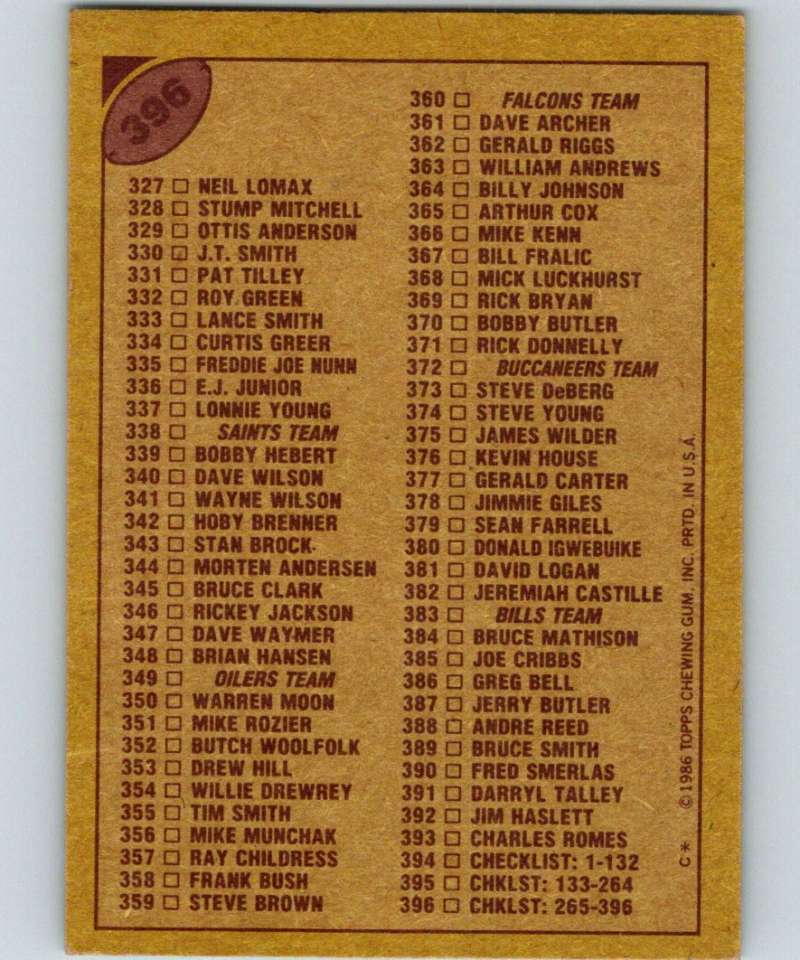 396
327 □ NEIL LOMAX
328 □ STUMP MITCHELL
329 □ OTTIS ANDERSON
330 □ J.T. SMITH
331 □ PAT TILLEY
332 □ ROY GREEN
333 □ LANCE SMITH
334 □ CURTIS GREER
335 □ FREDDIE JOE NUNN
336 □ E.J. JUNIOR
337 □ LONNIE YOUNG
338 □ SAINTS TEAM
339 □ BOBBY HEBERT
340 □ DAVE WILSON
341 □ WAYNE WILSON
342 □ HOBY BRENNER
343 □ STAN BROCK
344 □ MORTEN ANDERSEN
345 □ BRUCE CLARK
346 □ RICKEY JACKSON
347 □ DAVE WAYMER
348 □ BRIAN HANSEN
349 □ OILERS TEAM
350 □ WARREN MOON
351 □ MIKE ROZIER
352 □ BUTCH WOOLFOLK
353 □ DREW HILL
354 □ WILLIE DREWREY
355 □ TIM SMITH
356 □ MIKE MUNCHAK
357 □ RAY CHILDRESS
358 □ FRANK BUSH
359 □ STEVE BROWN
360 □ FALCONS TEAM
361 □ DAVE ARCHER
362 □ GERALD RIGGS
363 □ WILLIAM ANDREWS
364 □ BILLY JOHNSON
365 □ ARTHUR COX
366 □ MIKE KENN
367 □ BILL FRALIC
368 □ MICK LUCKHURST
369 □ RICK BRYAN
370 □ BOBBY BUTLER
371 □ RICK DONNELLY
372 □ BUCCANEERS TEAM
373 □ STEVE DeBERG
374 □ STEVE YOUNG
375 □ JAMES WILDER
376 □ KEVIN HOUSE
377 □ GERALD CARTER
378 □ JIMMIE GILES
379 □ SEAN FARRELL
380 □ DONALD IGWEBUIKE
381 □ DAVID LOGAN
382 □ JEREMIAH CASTILLE
383 □ BILLS TEAM
384 □ BRUCE MATHISON
385 □ JOE CRIBBS
386 □ GREG BELL
387 □ JERRY BUTLER
388 □ ANDRE REED
389 □ BRUCE SMITH
390 □ FRED SMERLAS
391 □ DARRYL TALLEY
392 □ JIM HASLETT
393 □ CHARLES ROMES
394 □ CHECKLIST: 1-132
395 □ CHKLST: 133-264
396 □ CHKLST: 265-396
C* © 1986 TOPPS CHEWING GUM, INC. PRTD. IN U.S.A.